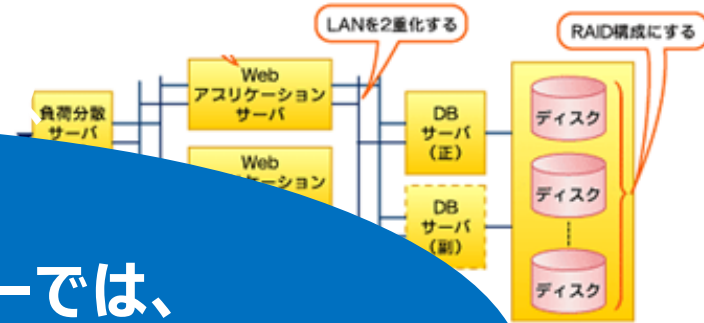 LANを2重化する
RAID構成にする
負荷分散
サーバ
Web
アプリケーション
サーバ
Web
ーション
DB
サーバ
（正）
DB
サーバ
（副）
ディスク
ディスク
ディスク
ーでは、